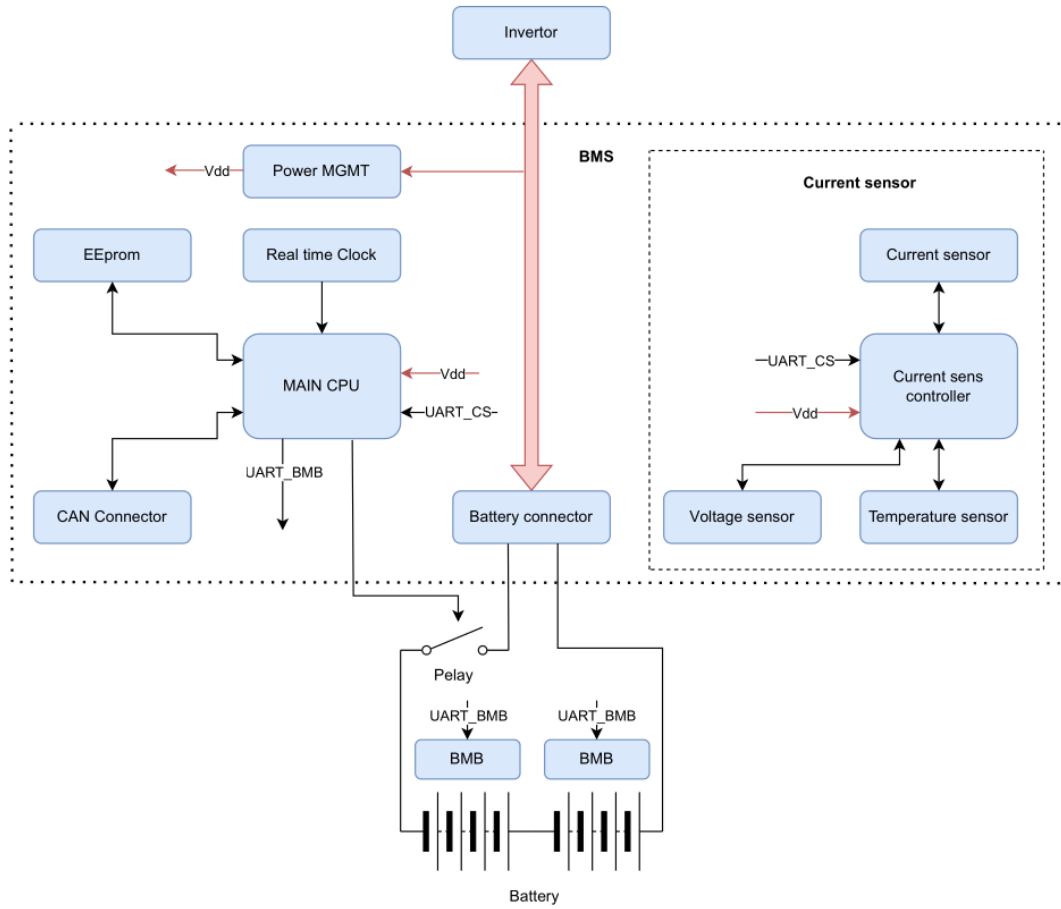 Invertor
BMS
Vdd
Power MGMT
Current sensor
EEprom
Real time Clock
Current sensor
MAIN CPU
Vdd
UART_CS
UART_CS
Vdd
Current sens
controller
UART_BMB
CAN Connector
Battery connector
Voltage sensor
Temperature sensor
Pelay
UART_BMB
UART_BMB
BMB
BMB
Battery